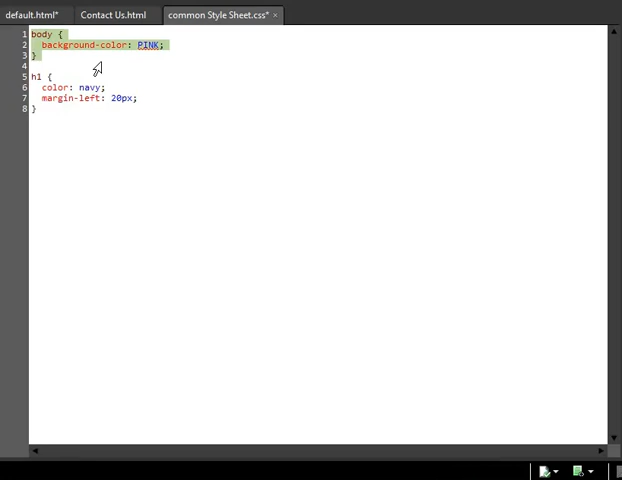 default.html* Contact Us.html common Style Sheet.css* ×
1 body {
2 background-color: PINK;
3 }
4
5 h1 {
6 color: navy;
7 margin-left: 20px;
8 }